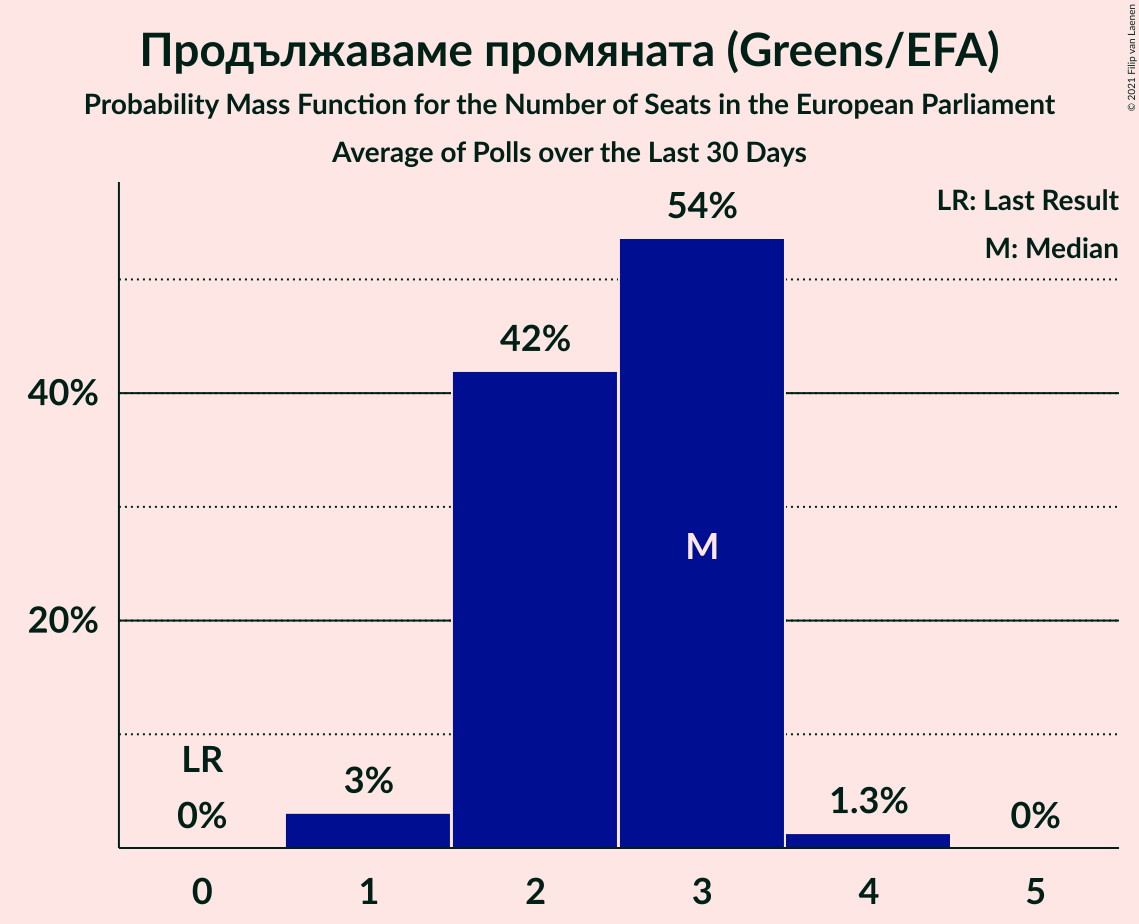 Продължаваме промяната (Greens/EFA)
Probability Mass Function for the Number of Seats in the European Parliament
Average of Polls over the Last 30 Days
© 2021 Filip van Laenen
LR: Last Result
M: Median
54%
42%
40%
M
20%
LR
0%
3%
1.3%
0%
0 1 2 3 4 5